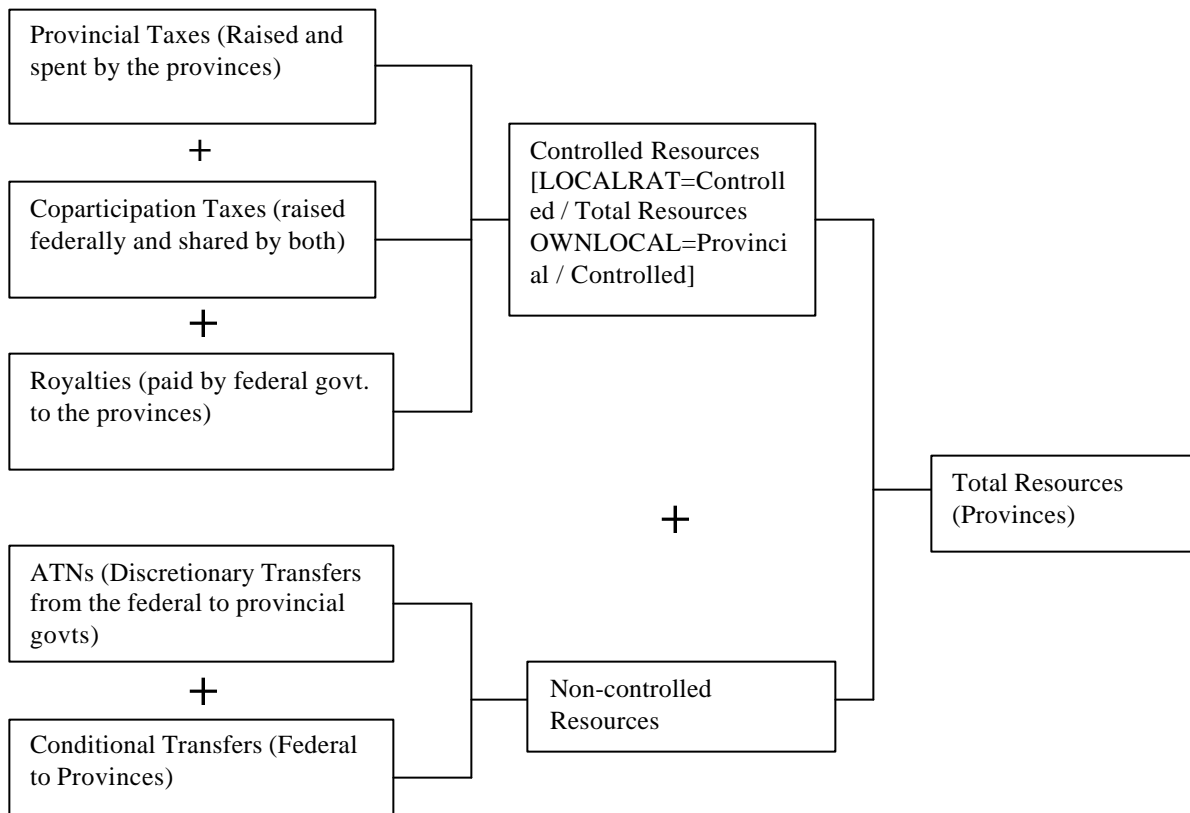 Provincial Taxes (Raised and
spent by the provinces)
+
Coparticipation Taxes (raised
federally and shared by both)
+
Royalties (paid by federal govt.
to the provinces)
Controlled Resources
[LOCALRAT=Controll
ed / Total Resources
OWNLOCAL=Provinci
al / Controlled]
+
Total Resources
(Provinces)
ATNs (Discretionary Transfers
from the federal to provincial
govts)
+
Conditional Transfers (Federal
to Provinces)
Non-controlled
Resources